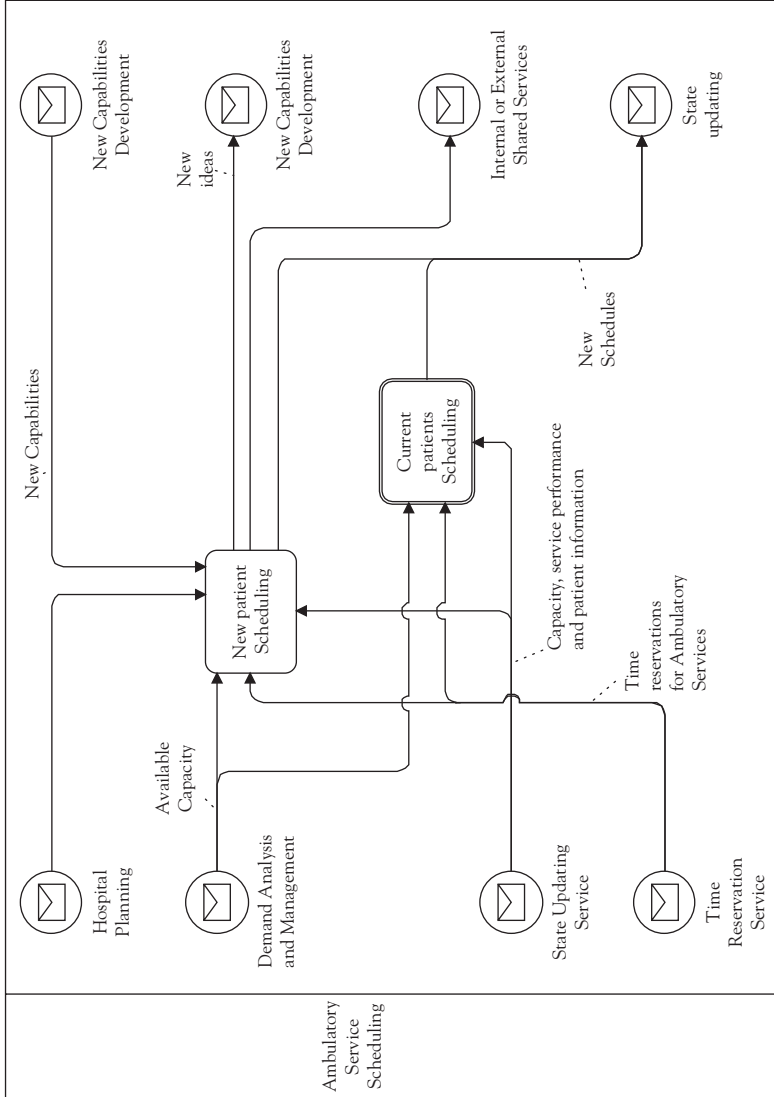 Ambulatory
Service
Scheduling
Hospital
Planning
Demand Analysis
and Management
State Updating
Service
Time
Reservation
Service
Available
Capacity
New Capabilities
New patient
Scheduling
Current
patients
Scheduling
Capacity, service performance
and patient information
Time
reservations
for Ambulatory
Services
New
ideas
New
Schedules
New Capabilities
Development
New Capabilities
Development
Internal or External
Shared Services
State
updating